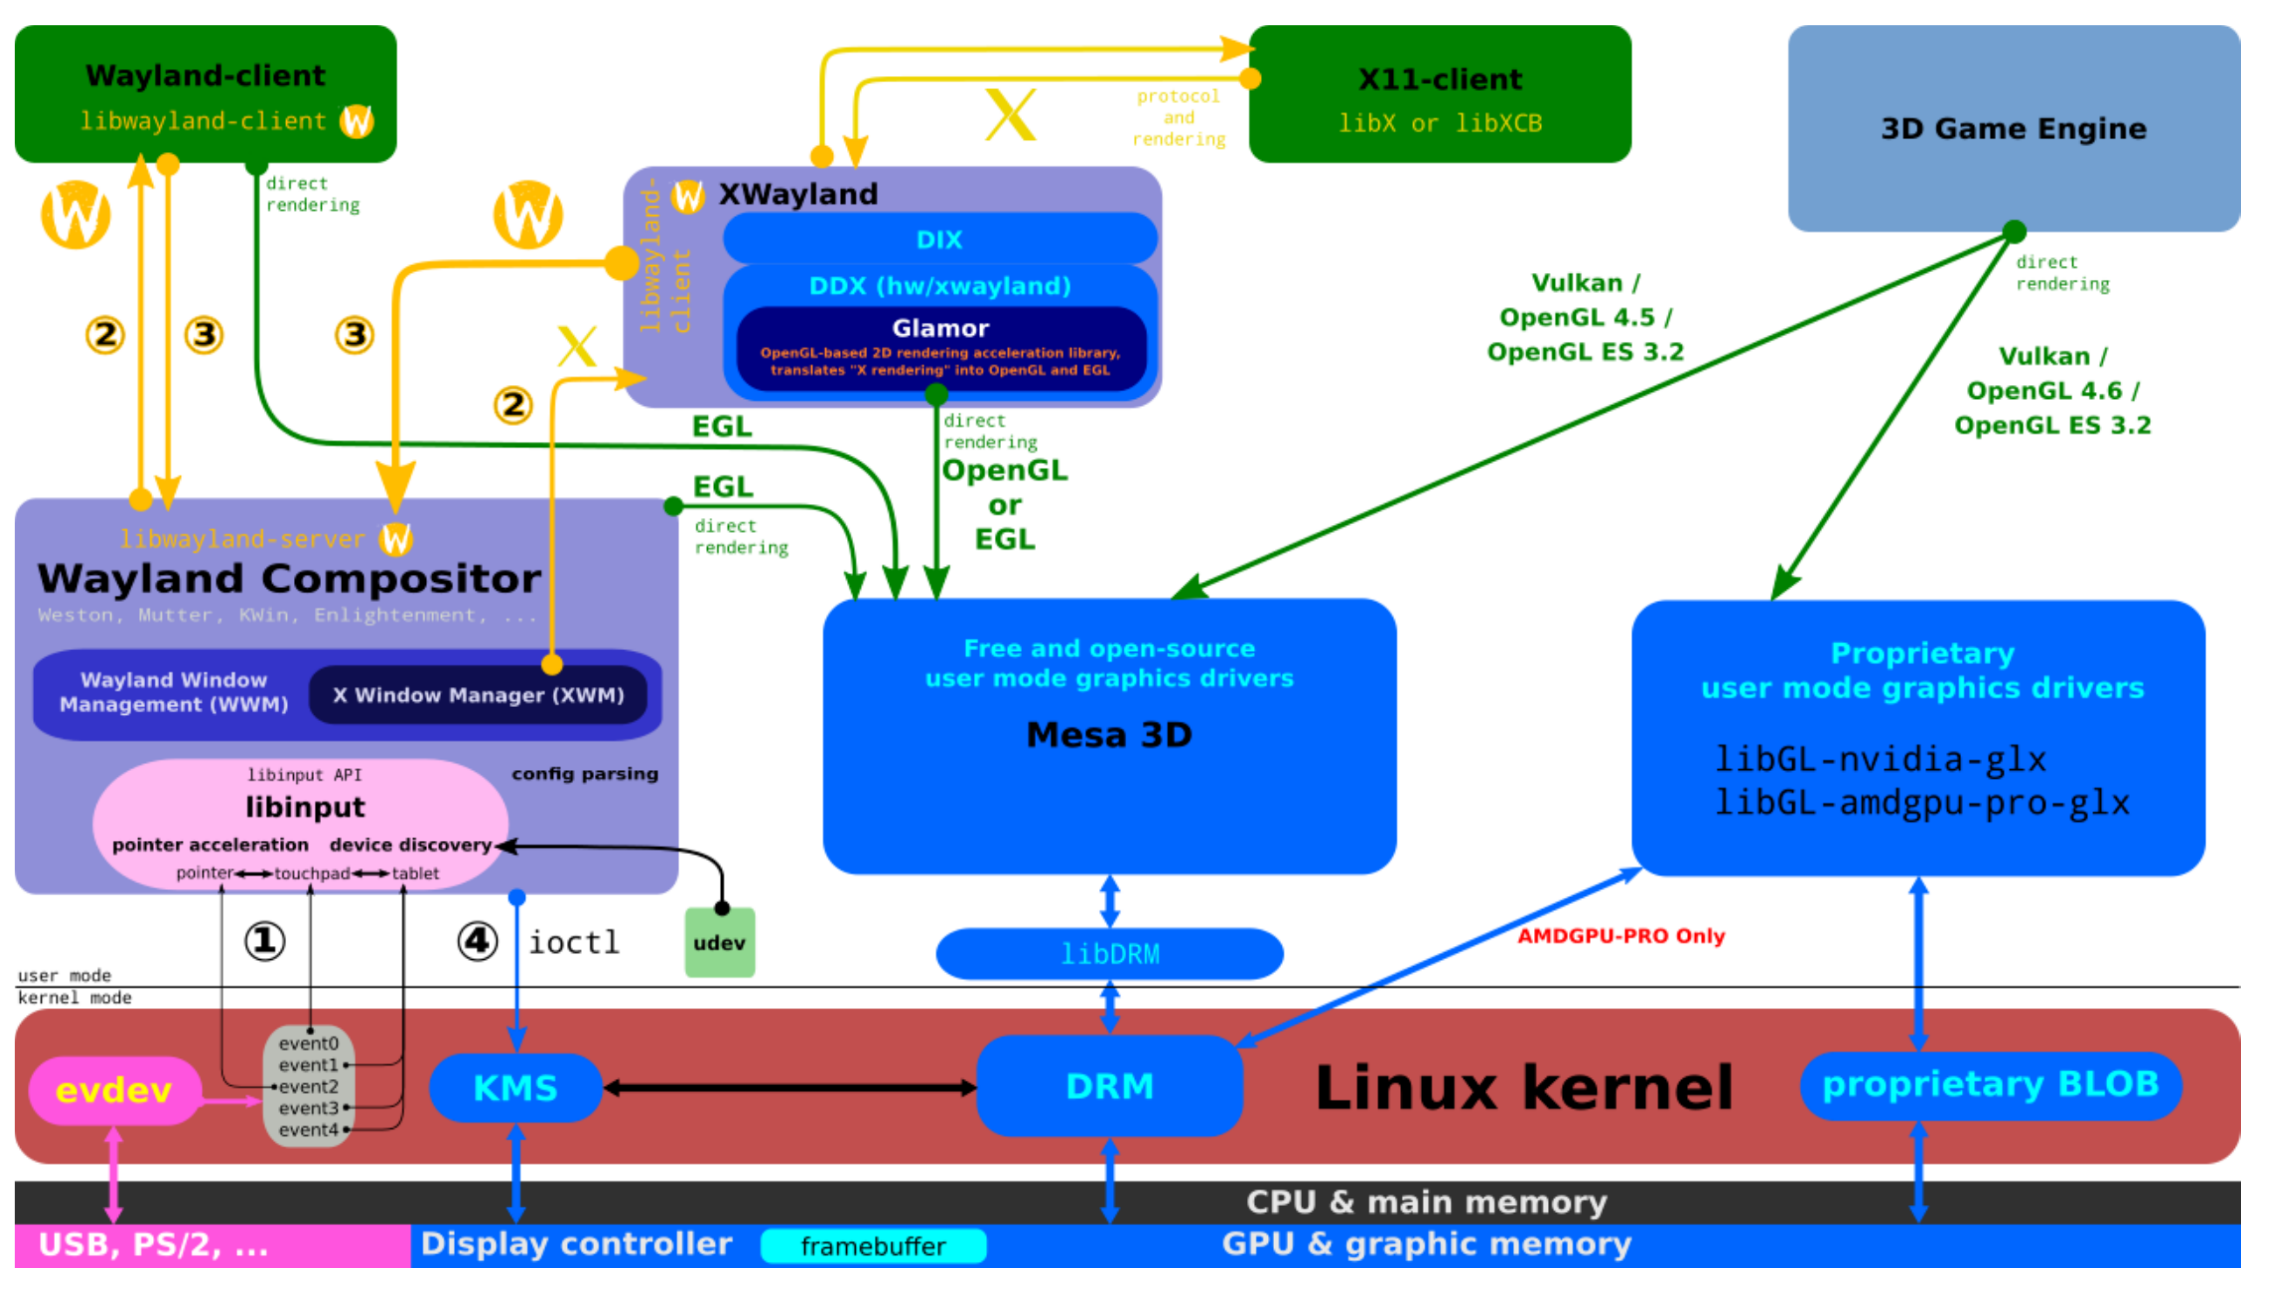 Wayland-client
libwayland-client W
X11-client
libX or libXCB
3D Game Engine
X
protocol
and
rendering
direct
rendering
W
W
libwayland-
client
W XWayland
DIX
DDX (hw/xwayland)
Glamor
OpenGL-based 2D rendering acceleration library,
translates "X rendering" into OpenGL and EGL
direct
rendering
Vulkan /
OpenGL 4.5 /
OpenGL ES 3.2
Vulkan /
OpenGL 4.6 /
OpenGL ES 3.2
②
③
③
X
②
EGL
direct
rendering
OpenGL
or
EGL
EGL
direct
rendering
libwayland-server W
Wayland Compositor
Weston, Mutter, KWin, Enlightenment, ...
Wayland Window
Management (WWM)
X Window Manager (XWM)
libinput API
libinput
config parsing
pointer acceleration
device discovery
pointer
touchpad
tablet
Free and open-source
user mode graphics drivers
Mesa 3D
Proprietary
user mode graphics drivers
libGL-nvidia-glx
libGL-amdgpu-pro-glx
①
④ ioctl
udev
libDRM
AMDGPU-PRO Only
user mode
kernel mode
evdev
event0
event1
event2
event3
event4
KMS
DRM
Linux kernel
proprietary BLOB
CPU & main memory
USB, PS/2, ...
Display controller
framebuffer
GPU & graphic memory